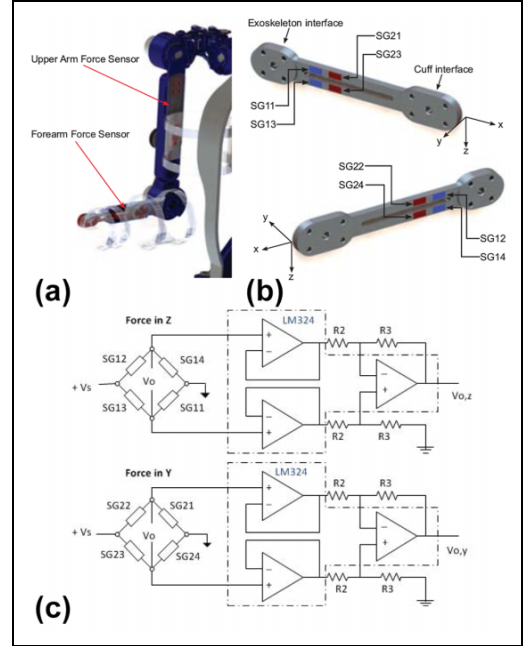 Upper Arm Force Sensor
Forearm Force Sensor
(a)
Exoskeleton interface
SG21
SG23
Cuff interface
SG11
SG13
x
y
z
SG22
SG24
y
x
z
SG12
SG14
(b)
Force in Z
LM324
R2
R3
SG12
SG14
+
−
+ Vs
Vo
−
+
SG13
SG11
−
+
Vo,z
R2
R3
Force in Y
LM324
R2
R3
SG22
SG21
+
−
+ Vs
Vo
−
+
SG23
SG24
−
+
Vo,y
R2
R3
(c)